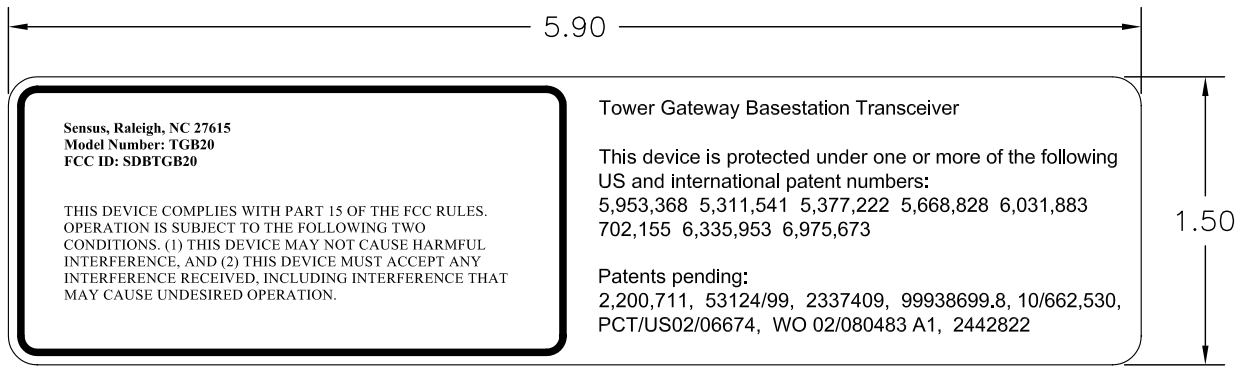 5.90
Sensus, Raleigh, NC 27615
Model Number: TGB20
FCC ID: SDBTGB20
THIS DEVICE COMPLIES WITH PART 15 OF THE FCC RULES.
OPERATION IS SUBJECT TO THE FOLLOWING TWO
CONDITIONS. (1) THIS DEVICE MAY NOT CAUSE HARMFUL
INTERFERENCE, AND (2) THIS DEVICE MUST ACCEPT ANY
INTERFERENCE RECEIVED, INCLUDING INTERFERENCE THAT
MAY CAUSE UNDESIRED OPERATION.
Tower Gateway Basestation Transceiver
This device is protected under one or more of the following
US and international patent numbers:
5,953,368 5,311,541 5,377,222 5,668,828 6,031,883
702,155 6,335,953 6,975,673
Patents pending:
2,200,711, 53124/99, 2337409, 99938699.8, 10/662,530,
PCT/US02/06674, WO 02/080483 A1, 2442822
1.50